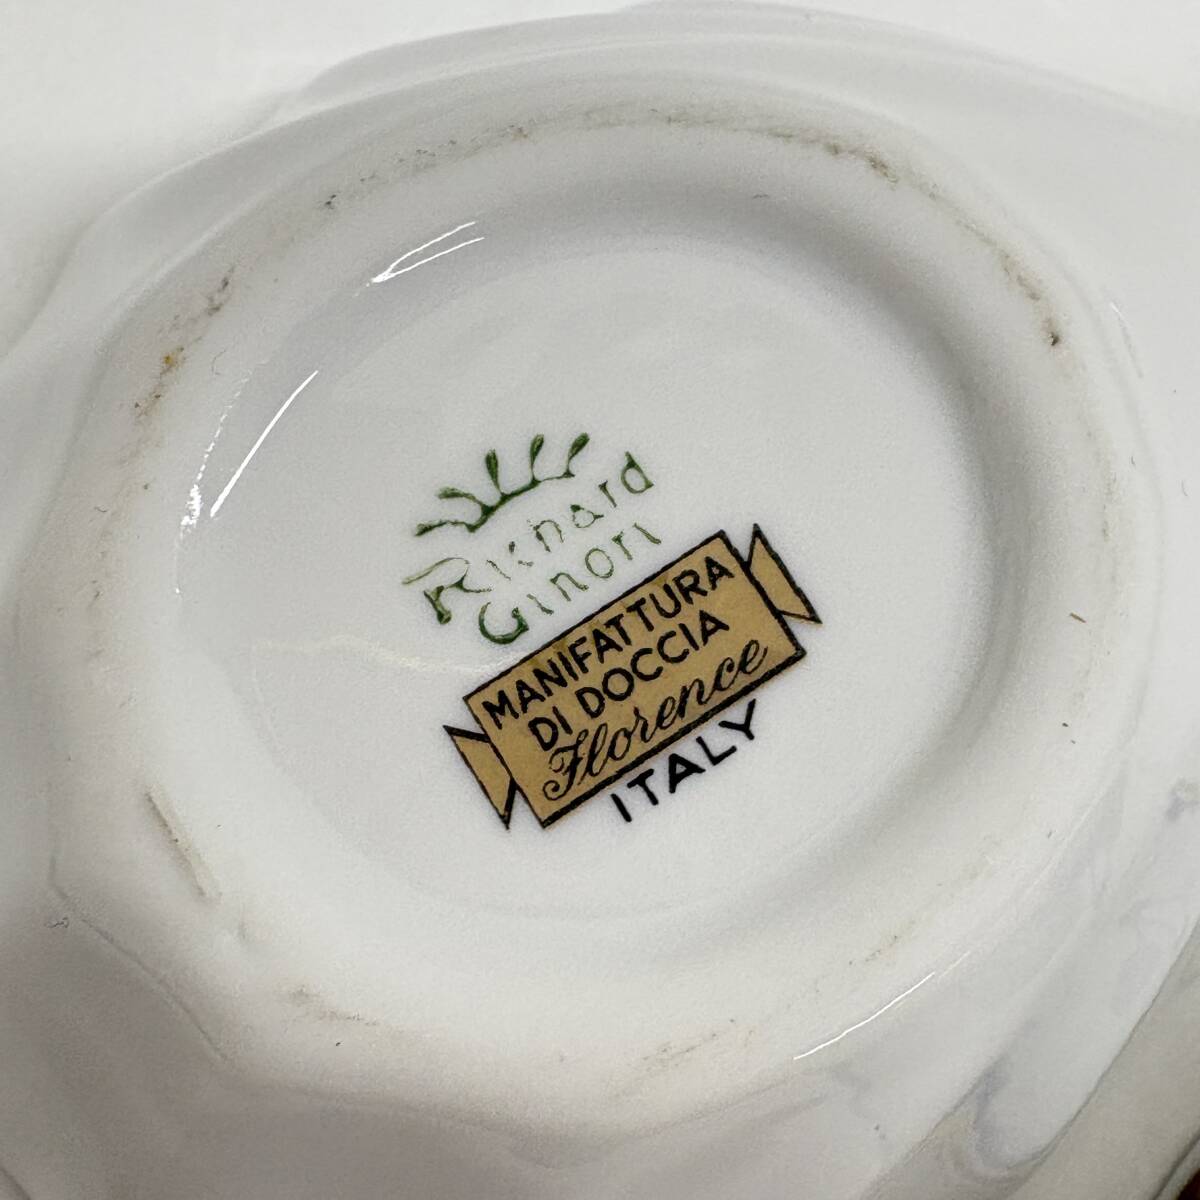 Richard
Ginori
MANIFATTURA
DI DOCCIA
Florence
ITALY